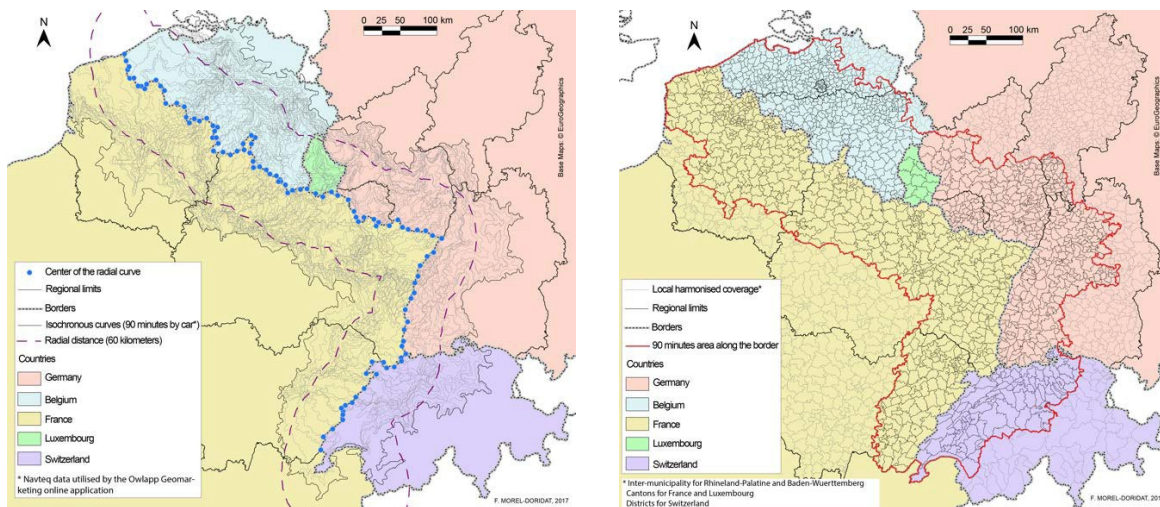 N
0 25 50 100 km
Base Maps: © EuroGeographics
Center of the radial curve
Regional limits
Borders
Isochronous curves (90 minutes by car*)
Radial distance (60 kilometers)
Countries
Germany
Belgium
France
Luxembourg
Switzerland
* Navteq data utilised by the Owlapp Geomar-
keting online application
F. MOREL-DORIDAT, 2017
N
0 25 50 100 km
Base Maps: © EuroGeographics
Local harmonised coverage*
Regional limits
Borders
90 minutes area along the border
Countries
Germany
Belgium
France
Luxembourg
Switzerland
* Inter-municipality for Rhineland-Palatine and Baden-Wuerttemberg
Cantons for France and Luxembourg
Districts for Switzerland
F. MOREL-DORIDAT, 201